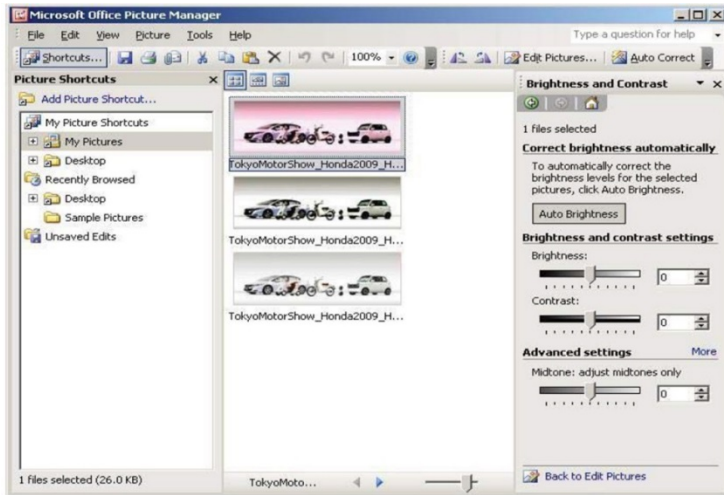 Microsoft Office Picture Manager
File Edit View Picture Tools Help
Type a question for help
Shortcuts... 100% Edit Pictures... Auto Correct
Picture Shortcuts
Add Picture Shortcut...
My Picture Shortcuts
My Pictures
Desktop
Recently Browsed
Desktop
Sample Pictures
Unsaved Edits
1 files selected (26.0 KB)
TokyoMotorShow_Honda2009_H...
TokyoMotorShow_Honda2009_H...
TokyoMotorShow_Honda2009_H...
TokyoMoto...
Brightness and Contrast
1 files selected
Correct brightness automatically
To automatically correct the
brightness levels for the selected
pictures, click Auto Brightness.
Auto Brightness
Brightness and contrast settings
Brightness:
0
Contrast:
0
Advanced settings More
Midtone: adjust midtones only
0
Back to Edit Pictures